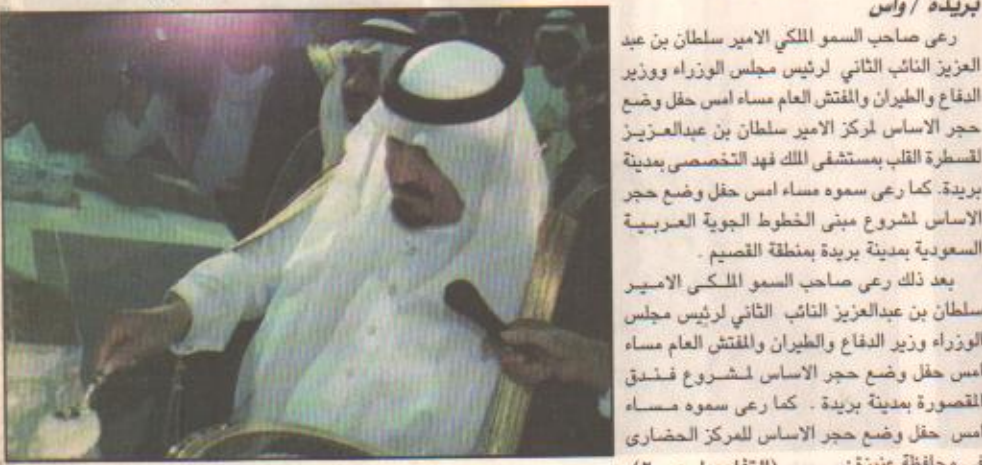 بريدة / واس
رعى صاحب السمو الملكي الامير سلطان بن عبد
العزيز النائب الثاني لرئيس مجلس الوزراء ووزير
الدفاع والطيران والمفتش العام مساء امس حفل وضع
حجر الاساس لمركز الامير سلطان بن عبدالعزيز
لقسطرة القلب بمستشفى الملك فهد التخصصى بمدينة
بريدة. كما رعى سموه مساء امس حفل وضع حجر
الاساس لمشروع مبنى الخطوط الجوية العربية
السعودية بمدينة بريدة بمنطقة القصيم .
بعد ذلك رعى صاحب السمو الملكي الامير
سلطان بن عبدالعزيز النائب الثاني لرئيس مجلس
الوزراء وزير الدفاع والطيران والمفتش العام مساء
امس حفل وضع حجر الاساس لمشروع فندق
المقصورة بمدينة بريدة . كما رعى سموه مساء
امس حفل وضع حجر الاساس للمركز الحضارى